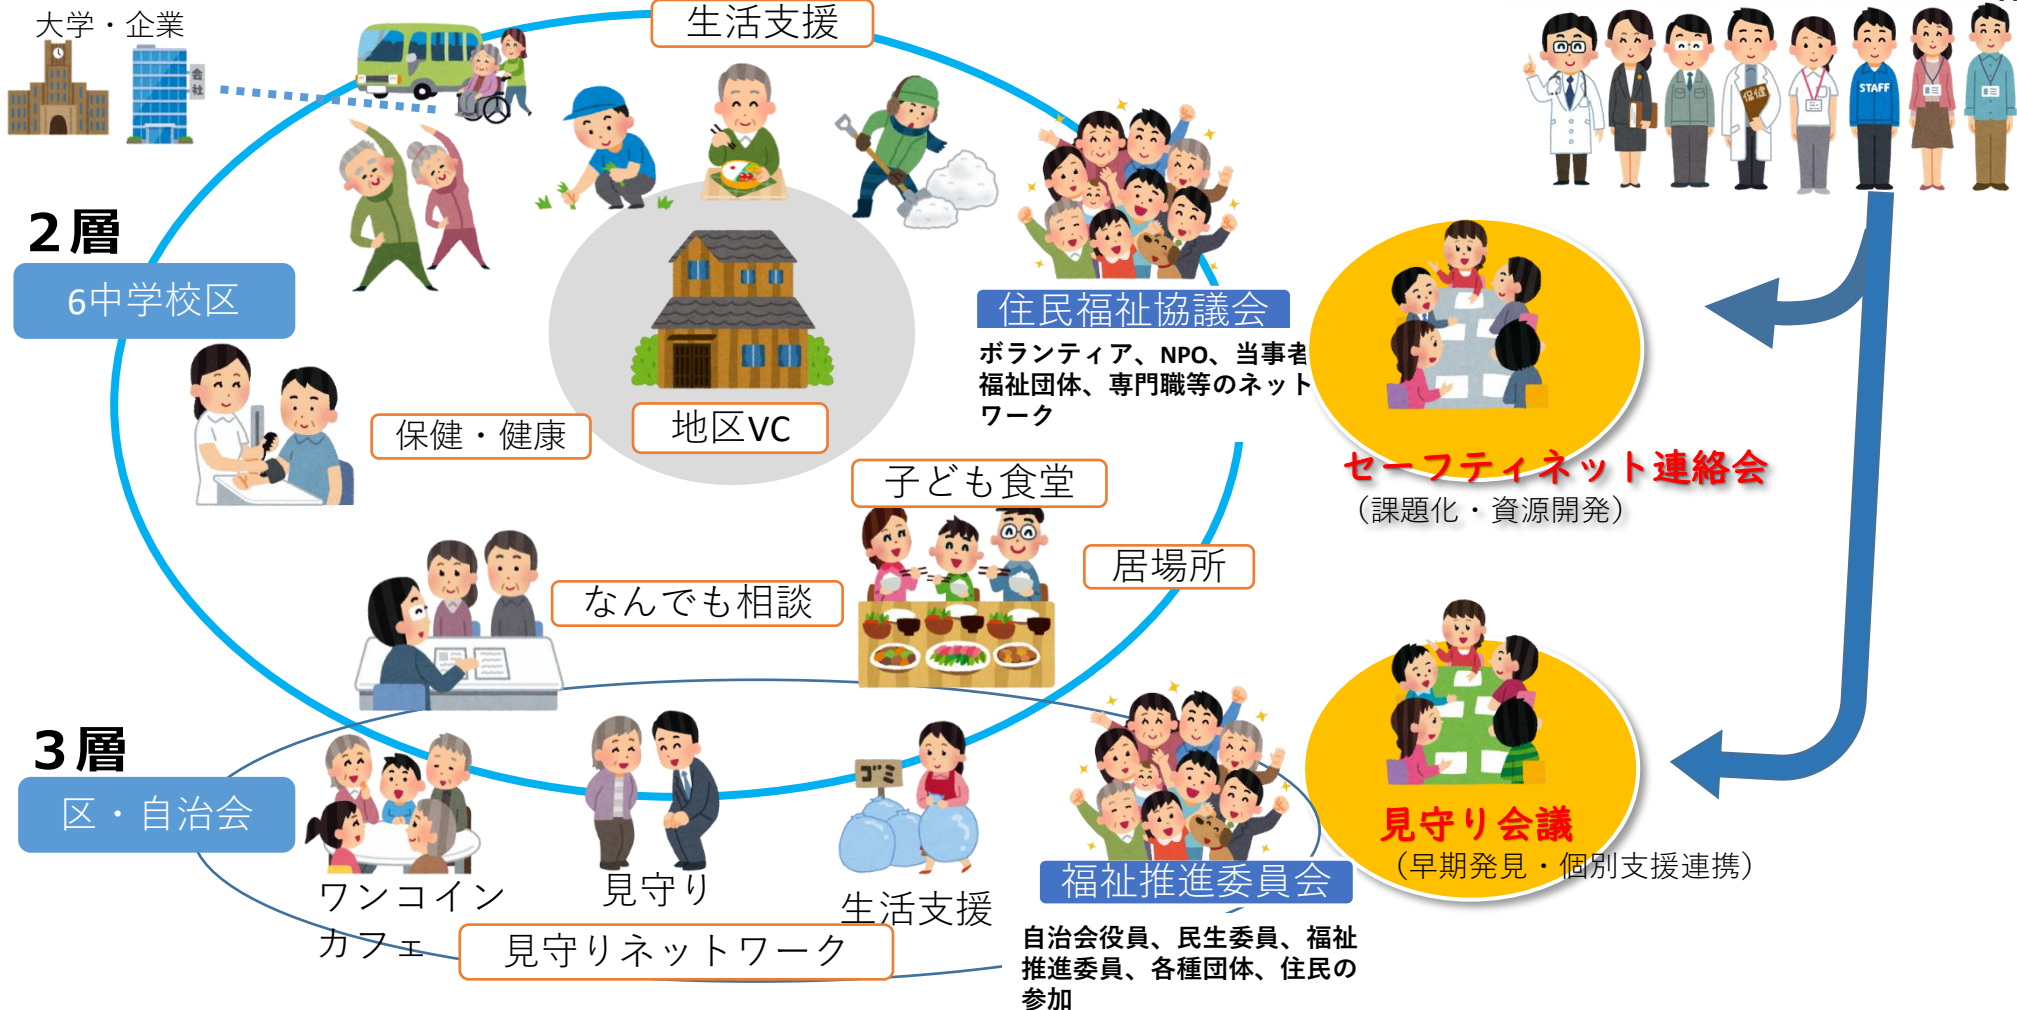 大学・企業
会社
生活支援
保健
STAFF
2層
6中学校区
住民福祉協議会
ボランティア、NPO、当事者
福祉団体、専門職等のネット
ワーク
保健・健康
地区VC
子ども食堂
セーフティネット連絡会
（課題化・資源開発）
居場所
なんでも相談
3層
区・自治会
ゴミ
ワンコイン
カフェ
見守り
生活支援
見守りネットワーク
福祉推進委員会
自治会役員、民生委員、福祉
推進委員、各種団体、住民の
参加
見守り会議
（早期発見・個別支援連携）